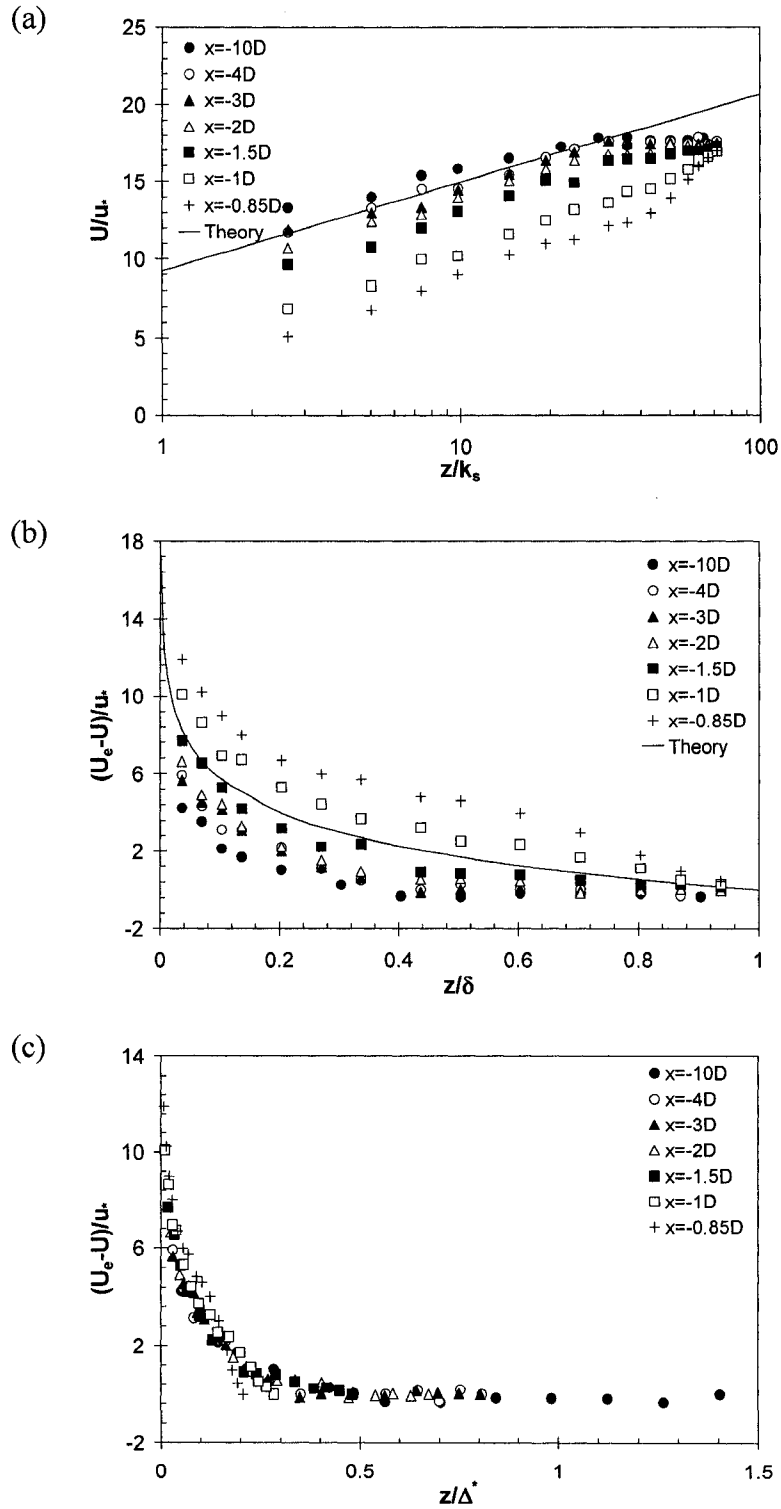 (a)
25
20
15
10
5
0
U/u*
x=-10D
x=-4D
x=-3D
x=-2D
x=-1.5D
x=-1D
x=-0.85D
Theory
1
10
100
z/ks
(b)
18
14
10
6
2
-2
(Ue-U)/u*
x=-10D
x=-4D
x=-3D
x=-2D
x=-1.5D
x=-1D
x=-0.85D
Theory
0
0.2
0.4
0.6
0.8
1
z/δ
(c)
14
10
6
2
-2
(Ue-U)/u*
x=-10D
x=-4D
x=-3D
x=-2D
x=-1.5D
x=-1D
x=-0.85D
0
0.5
1
1.5
z/Δ*